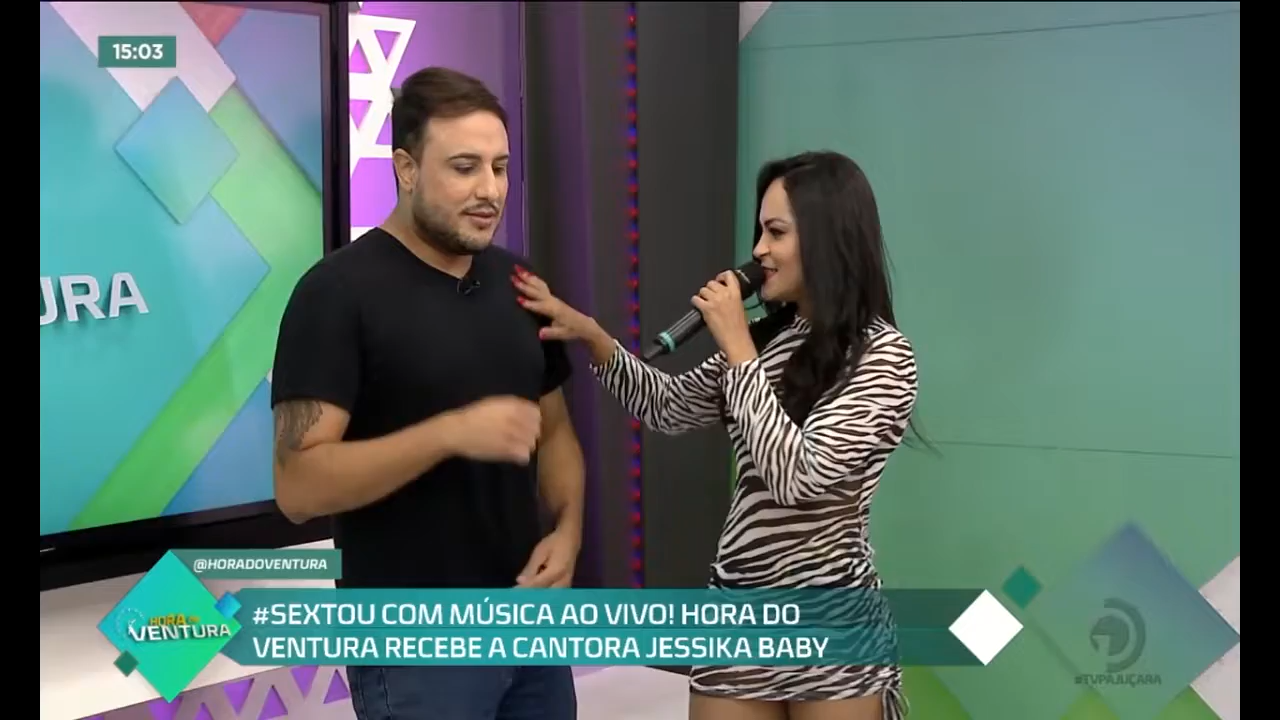 15:03
URA
@HORADOVENTURA
HORA DO
VENTURA
#SEXTOU COM MÚSICA AO VIVO! HORA DO
VENTURA RECEBE A CANTORA JESSIKA BABY
#TVPAJUÇARA